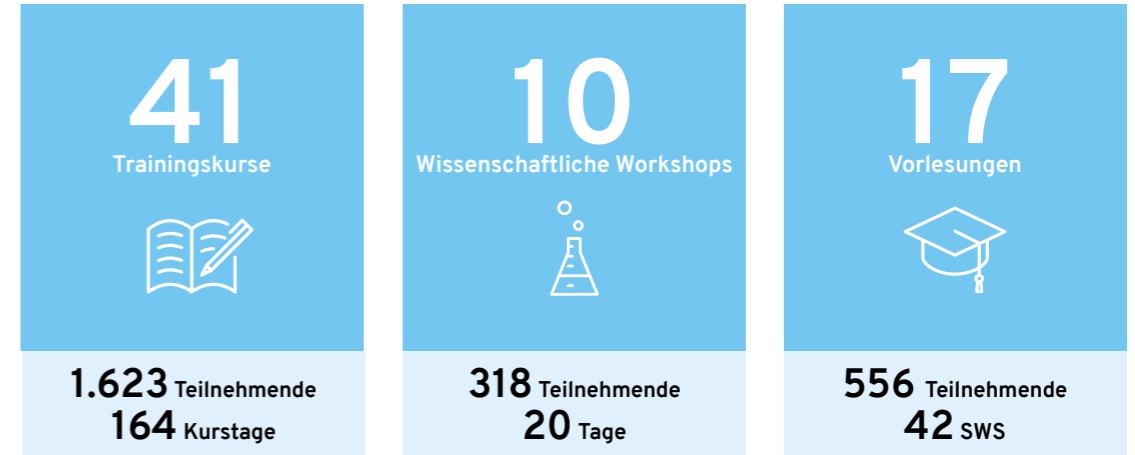 41
Trainingskurse
1.623 Teilnehmende
164 Kurstage
10
Wissenschaftliche Workshops
318 Teilnehmende
20 Tage
17
Vorlesungen
556 Teilnehmende
42 SWS